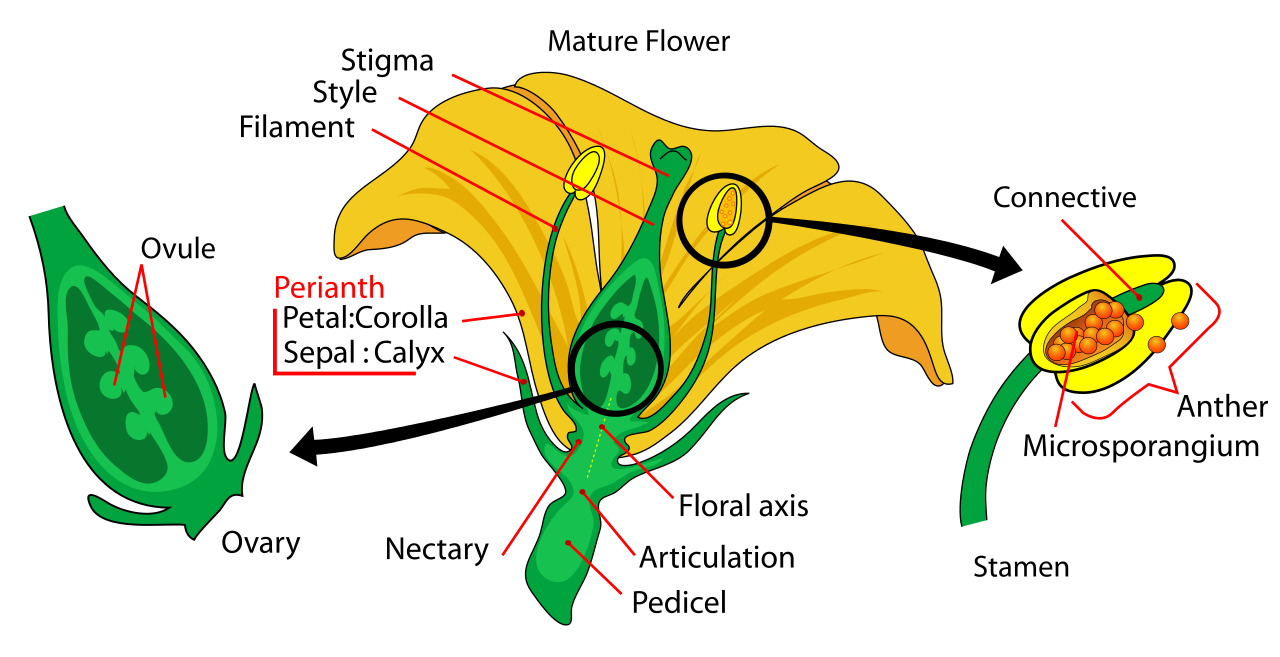 Mature Flower
Stigma
Style
Filament
Connective
Ovule
Perianth
Petal:Corolla
Sepal : Calyx
Anther
Microsporangium
Floral axis
Ovary
Nectary
Articulation
Stamen
Pedicel